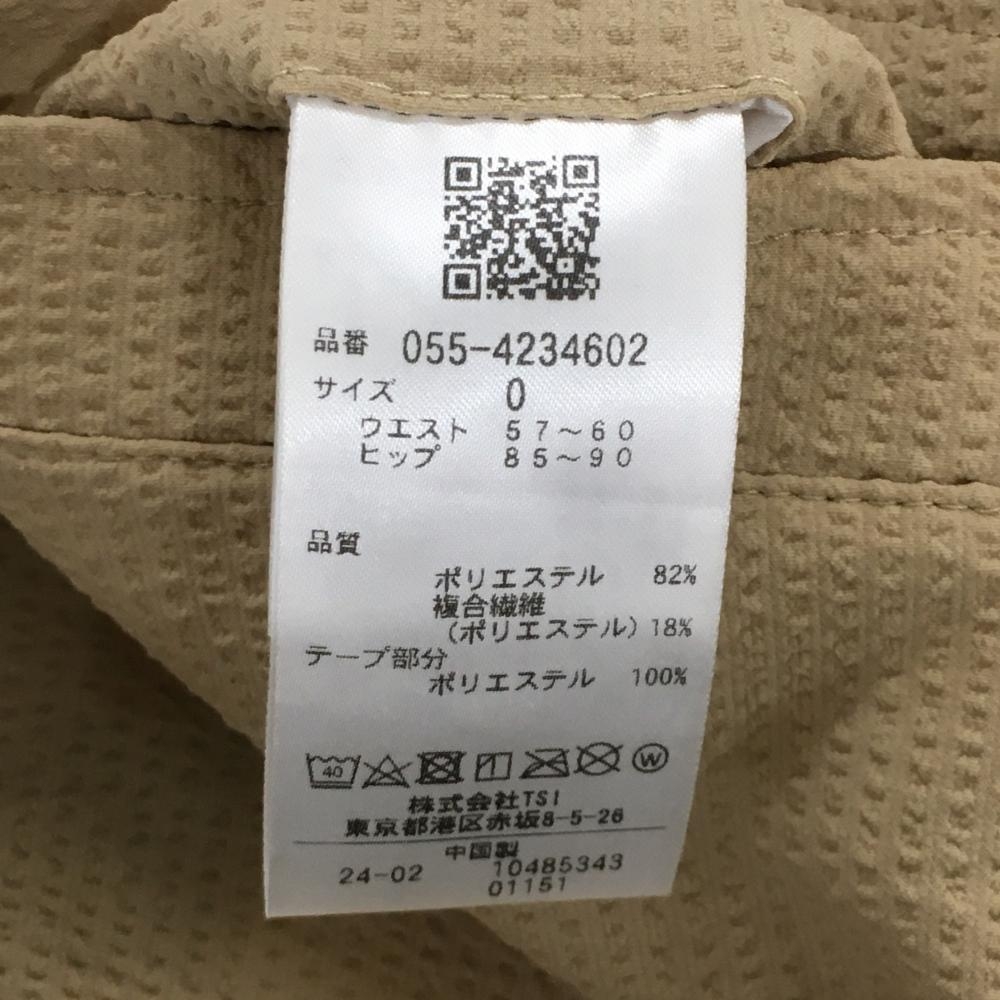 品番 055-4234602
サイズ 0
ウエスト 57〜60
ヒップ 85〜90
品質
ポリエステル 82%
複合繊維
(ポリエステル) 18%
テープ部分
ポリエステル 100%
40 W
株式会社TSI
東京都港区赤坂8-5-26
中国製
24-02 10485343
01151